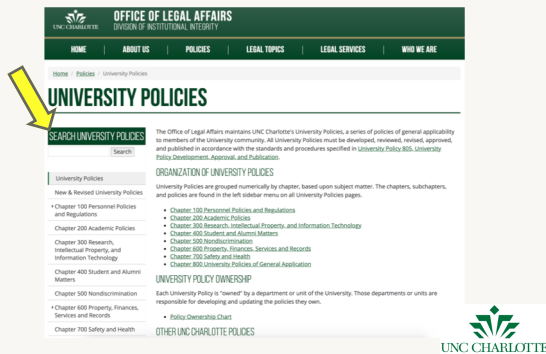 UNC CHARLOTTE
OFFICE OF LEGAL AFFAIRS
DIVISION OF INSTITUTIONAL INTEGRITY
HOME | ABOUT US | POLICIES | LEGAL TOPICS | LEGAL SERVICES | WHO WE ARE
Home / Policies / University Policies
UNIVERSITY POLICIES
SEARCH UNIVERSITY POLICIES
Search
University Policies
New & Revised University Policies
Chapter 100 Personnel Policies
and Regulations
Chapter 200 Academic Policies
Chapter 300 Research,
Intellectual Property, and
Information Technology
Chapter 400 Student and Alumni
Matters
Chapter 500 Nondiscrimination
Chapter 600 Property, Finances,
Services and Records
Chapter 700 Safety and Health
The Office of Legal Affairs maintains UNC Charlotte's University Policies, a series of policies of general applicability
to members of the University community. All University Policies must be developed, reviewed, revised, approved,
and published in accordance with the standards and procedures specified in University Policy 805, University
Policy Development, Approval, and Publication.
ORGANIZATION OF UNIVERSITY POLICIES
University Policies are grouped numerically by chapter, based upon subject matter. The chapters, subchapters,
and policies are found in the left sidebar menu on all University Policies pages.
• Chapter 100 Personnel Policies and Regulations
• Chapter 200 Academic Policies
• Chapter 300 Research, Intellectual Property, and Information Technology
• Chapter 400 Student and Alumni Matters
• Chapter 500 Nondiscrimination
• Chapter 600 Property, Finances, Services and Records
• Chapter 700 Safety and Health
• Chapter 800 University Policies of General Application
UNIVERSITY POLICY OWNERSHIP
Each University Policy is "owned" by a department or unit of the University. Those departments or units are
responsible for developing and updating the policies they own.
• Policy Ownership Chart
OTHER UNC CHARLOTTE POLICIES
UNC CHARLOTTE